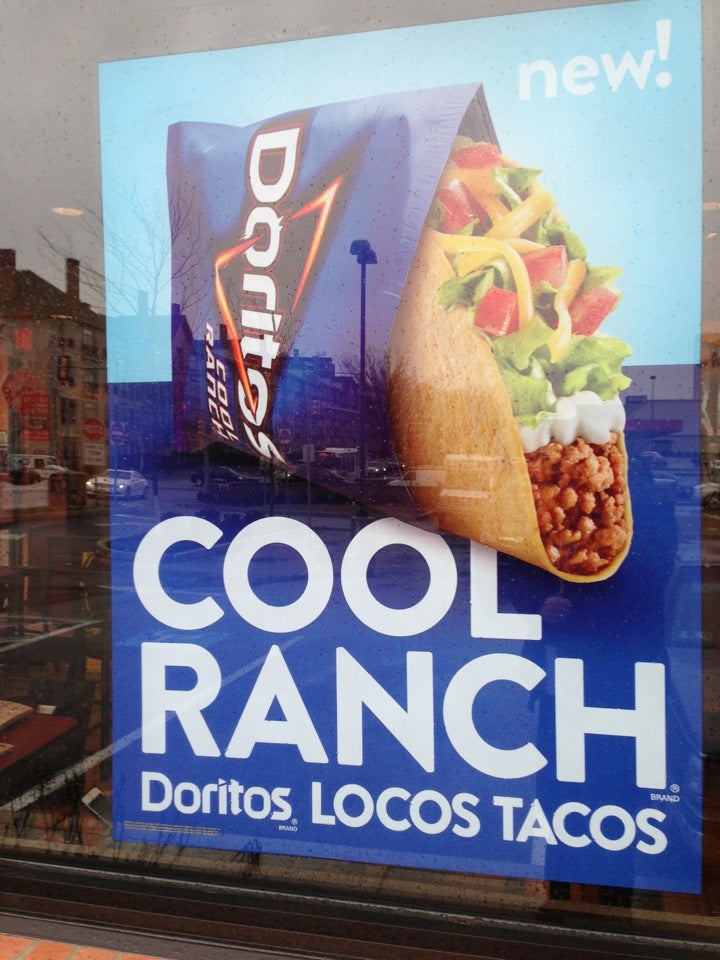 new!
Doritos
COOL
RANCH
COOL
RANCH®
BRAND
Doritos® LOCOS TACOS
BRAND